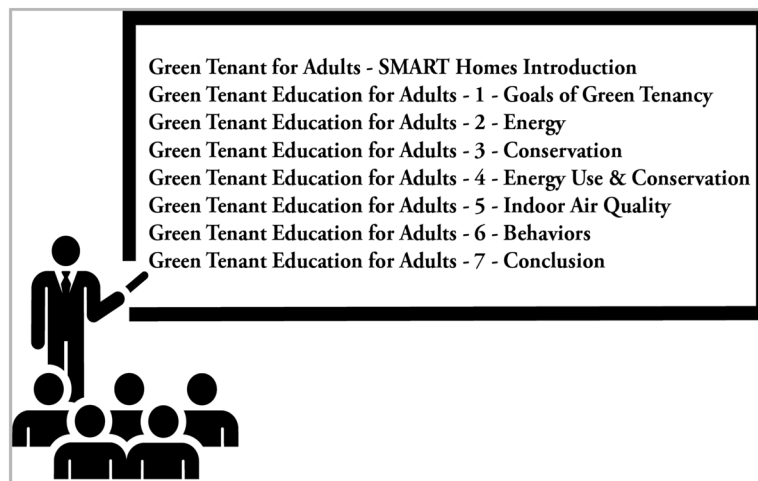 Green Tenant for Adults - SMART Homes Introduction
Green Tenant Education for Adults - 1 - Goals of Green Tenancy
Green Tenant Education for Adults - 2 - Energy
Green Tenant Education for Adults - 3 - Conservation
Green Tenant Education for Adults - 4 - Energy Use & Conservation
Green Tenant Education for Adults - 5 - Indoor Air Quality
Green Tenant Education for Adults - 6 - Behaviors
Green Tenant Education for Adults - 7 - Conclusion